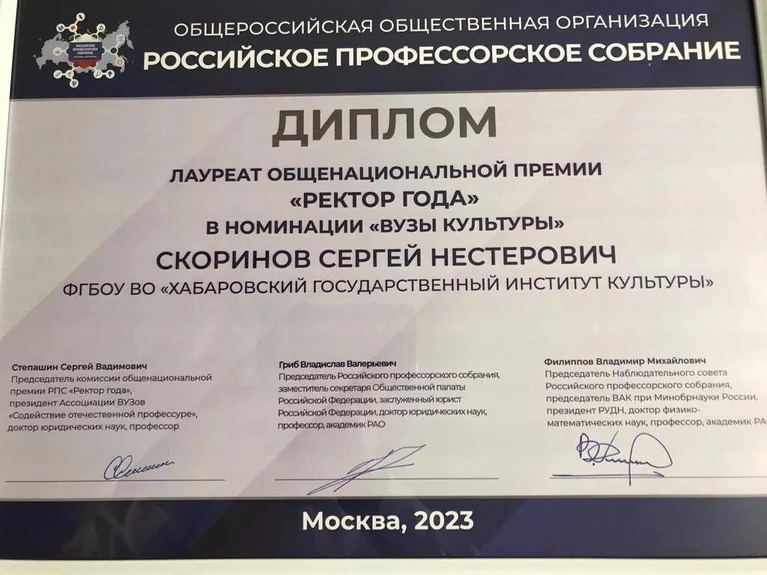 ОБЩЕРОССИЙСКАЯ ОБЩЕСТВЕННАЯ ОРГАНИЗАЦИЯ
РОССИЙСКОЕ ПРОФЕССОРСКОЕ СОБРАНИЕ
ДИПЛОМ
ЛАУРЕАТ ОБЩЕНАЦИОНАЛЬНОЙ ПРЕМИИ
«РЕКТОР ГОДА»
В НОМИНАЦИИ «ВУЗЫ КУЛЬТУРЫ»
СКОРИНОВ СЕРГЕЙ НЕСТЕРОВИЧ
ФГБОУ ВО «ХАБАРОВСКИЙ ГОСУДАРСТВЕННЫЙ ИНСТИТУТ КУЛЬТУРЫ»
Степашин Сергей Вадимович
Председатель комиссии общенациональной
премии РПС «Ректор года»,
президент Ассоциации ВУЗов
«Содействие отечественной профессуре»,
доктор юридических наук, профессор
Гриб Владислав Валерьевич
Председатель Российского профессорского собрания,
заместитель секретаря Общественной палаты
Российской Федерации, заслуженный юрист
Российской Федерации, доктор юридических наук,
профессор, академик РАО
Филиппов Владимир Михайлович
Председатель Наблюдательного совета
Российского профессорского собрания,
председатель ВАК при Минобрнауки России,
президент РУДН, доктор физико-
математических наук, профессор, академик РА
Москва, 2023